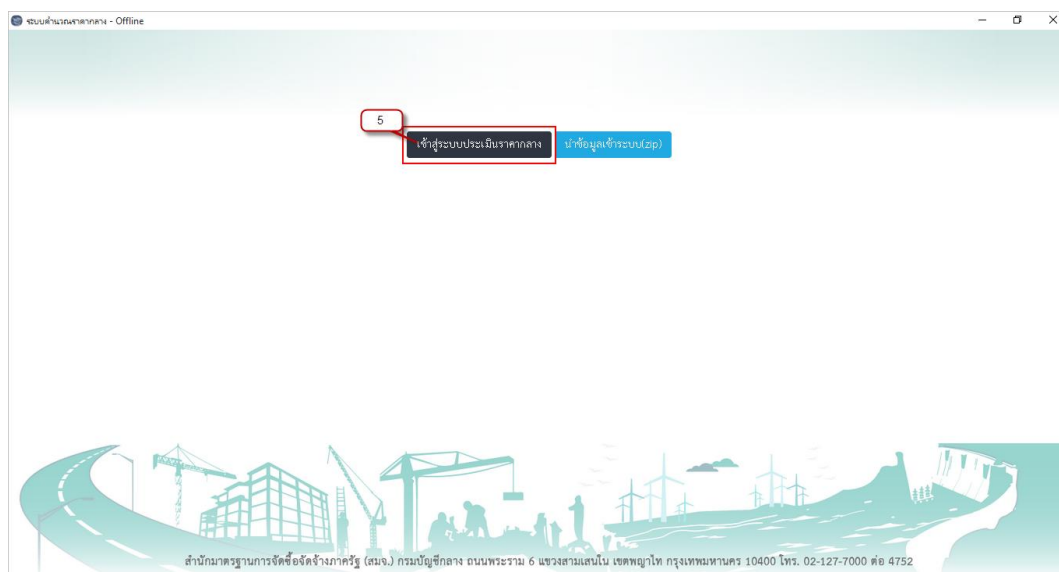 ระบบคำนวณราคากลาง - Offline
5
เข้าสู่ระบบประเมินราคากลาง
นำข้อมูลเข้าระบบ(zip)
สำนักมาตรฐานการจัดซื้อจัดจ้างภาครัฐ (สมจ.) กรมบัญชีกลาง ถนนพระราม 6 แขวงสามเสนใน เขตพญาไท กรุงเทพมหานคร 10400 โทร. 02-127-7000 ต่อ 4752